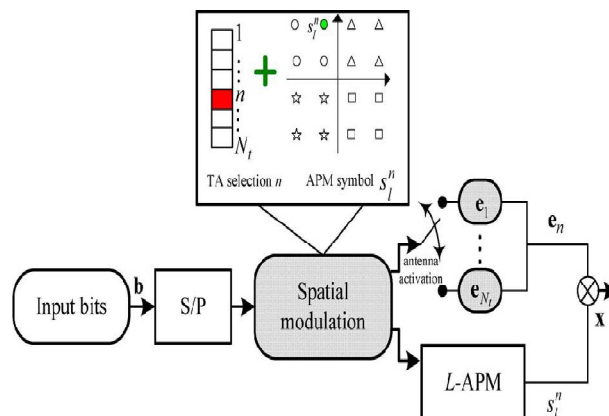 1
n
N_t
s_l^n
TA selection n
APM symbol s_l^n
Input bits
b
S/P
Spatial
modulation
antenna
activation
e_1
e_{N_t}
e_n
x
L-APM
s_l^n